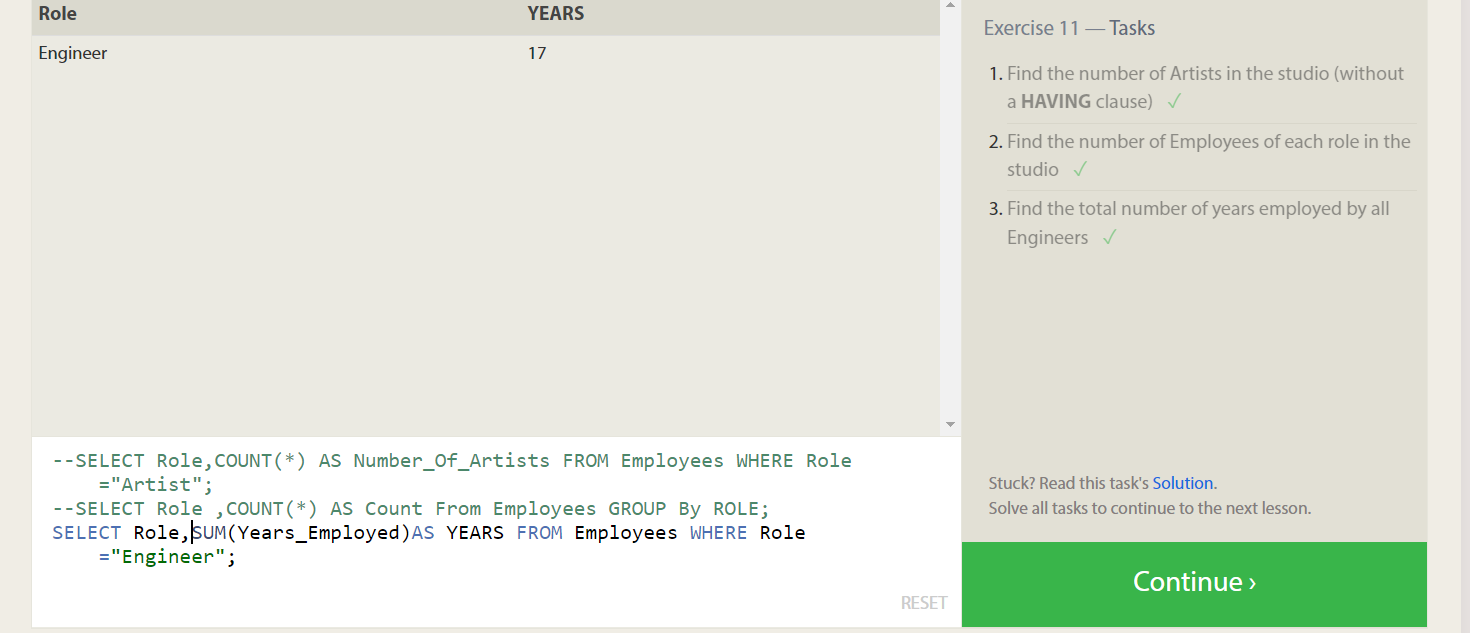 Role YEARS
Engineer 17
--SELECT Role,COUNT(*) AS Number_Of_Artists FROM Employees WHERE Role
="Artist";
--SELECT Role ,COUNT(*) AS Count From Employees GROUP By ROLE;
SELECT Role,SUM(Years_Employed)AS YEARS FROM Employees WHERE Role
="Engineer";
RESET
Exercise 11 — Tasks
1. Find the number of Artists in the studio (without
a HAVING clause) ✓
2. Find the number of Employees of each role in the
studio ✓
3. Find the total number of years employed by all
Engineers ✓
Stuck? Read this task's Solution.
Solve all tasks to continue to the next lesson.
Continue ›